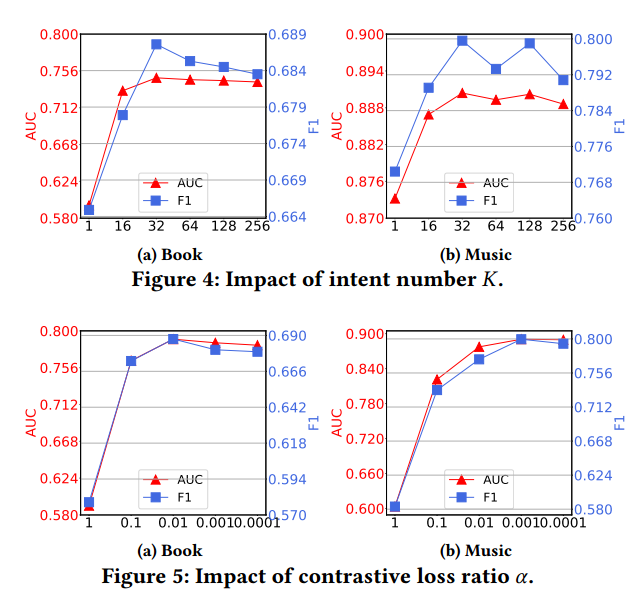 0.800
0.756
0.712
0.668
0.624
0.580
AUC
0.689
0.684
0.679
0.674
0.669
0.664
F1
AUC
F1
1 16 32 64 128 256
(a) Book
0.900
0.894
0.888
0.882
0.876
0.870
AUC
0.800
0.792
0.784
0.776
0.768
0.760
F1
AUC
F1
1 16 32 64 128 256
(b) Music
Figure 4: Impact of intent number K.
0.800
0.756
0.712
0.668
0.624
0.580
AUC
0.690
0.666
0.642
0.618
0.594
0.570
F1
AUC
F1
1 0.1 0.01 0.001 0.0001
(a) Book
0.900
0.840
0.780
0.720
0.660
0.600
AUC
0.800
0.756
0.712
0.668
0.624
0.580
F1
AUC
F1
1 0.1 0.01 0.001 0.0001
(b) Music
Figure 5: Impact of contrastive loss ratio α.